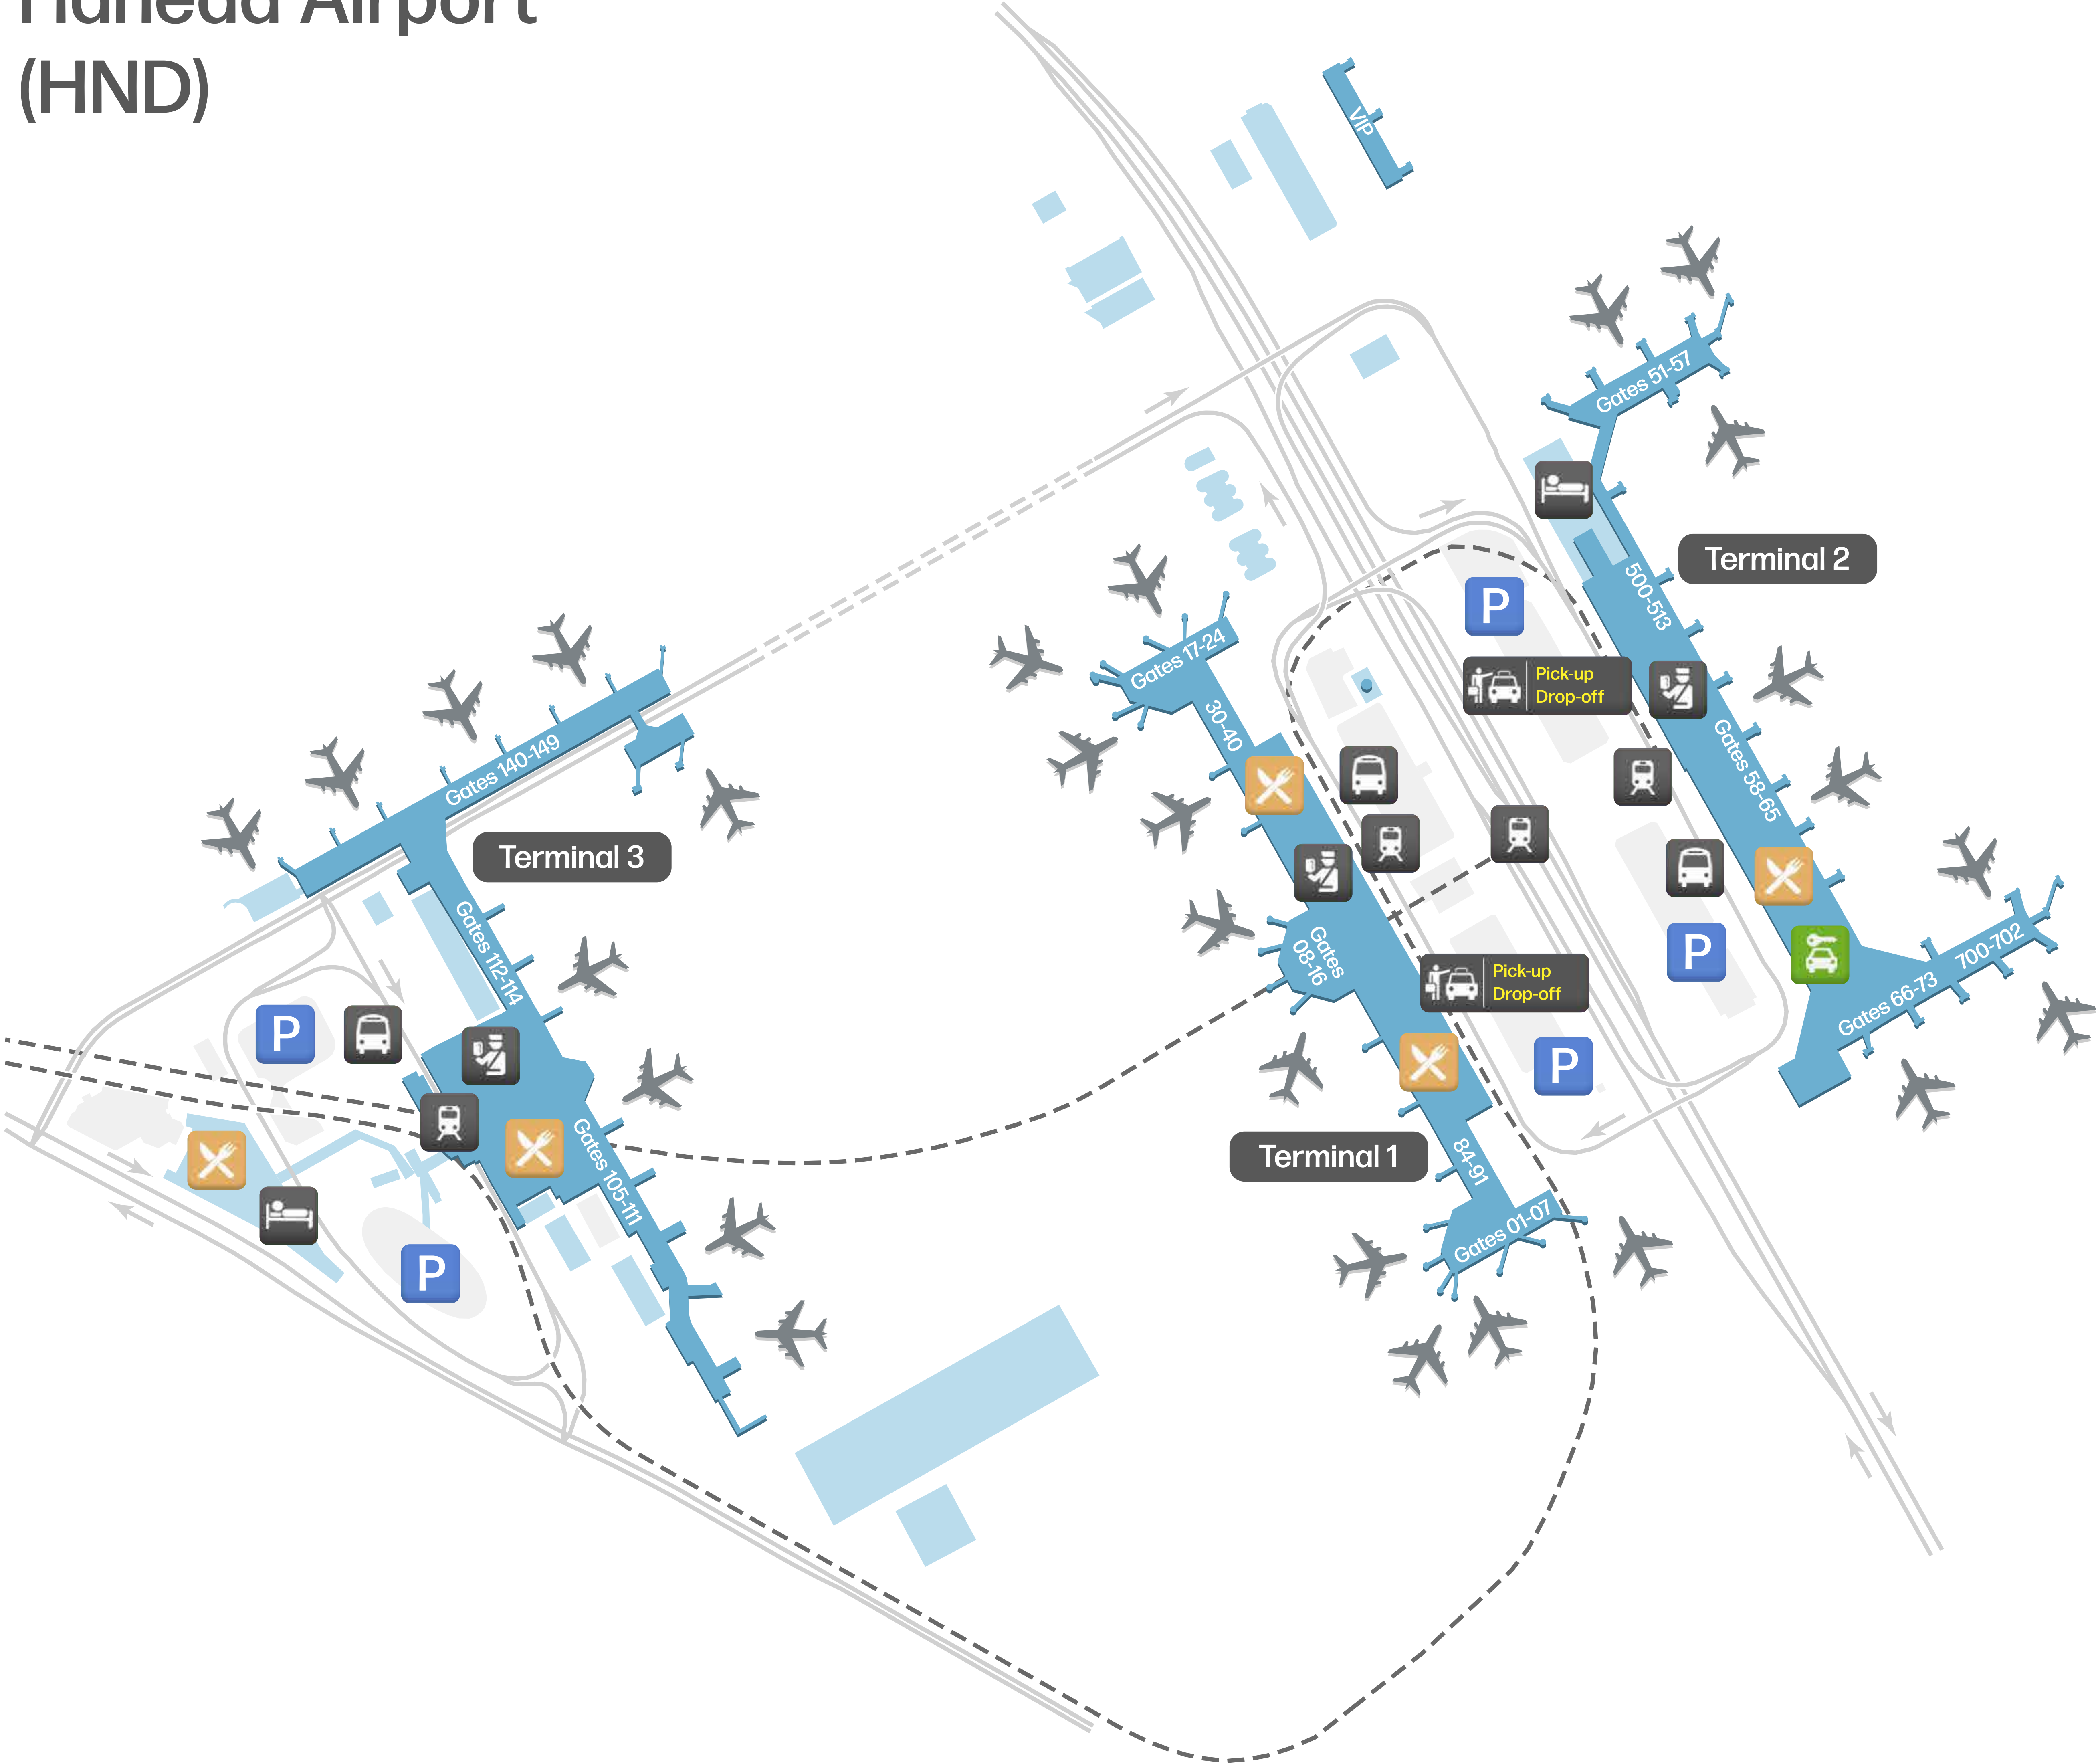 Haneda Airport
(HND)
VIP
Gates 51-57
Terminal 2
500-513
P
Pick-up
Drop-off
Gates 17-24
30-40
Gates 58-65
Gates 140-149
Terminal 3
Gates 112-114
Gates
08-16
P
700-702
Gates 66-73
Pick-up
Drop-off
P
P
Terminal 1
84-91
Gates 105-111
Gates 01-07
P